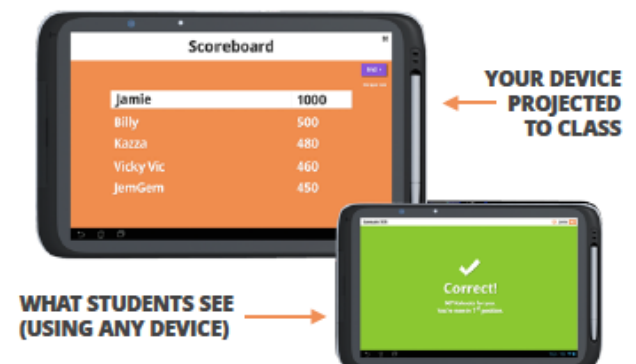 Scoreboard
Jamie 1000
Billy 500
Kazza 480
Vicky Vic 460
JemGem 450
YOUR DEVICE
PROJECTED
TO CLASS
Correct!
WHAT STUDENTS SEE
(USING ANY DEVICE)